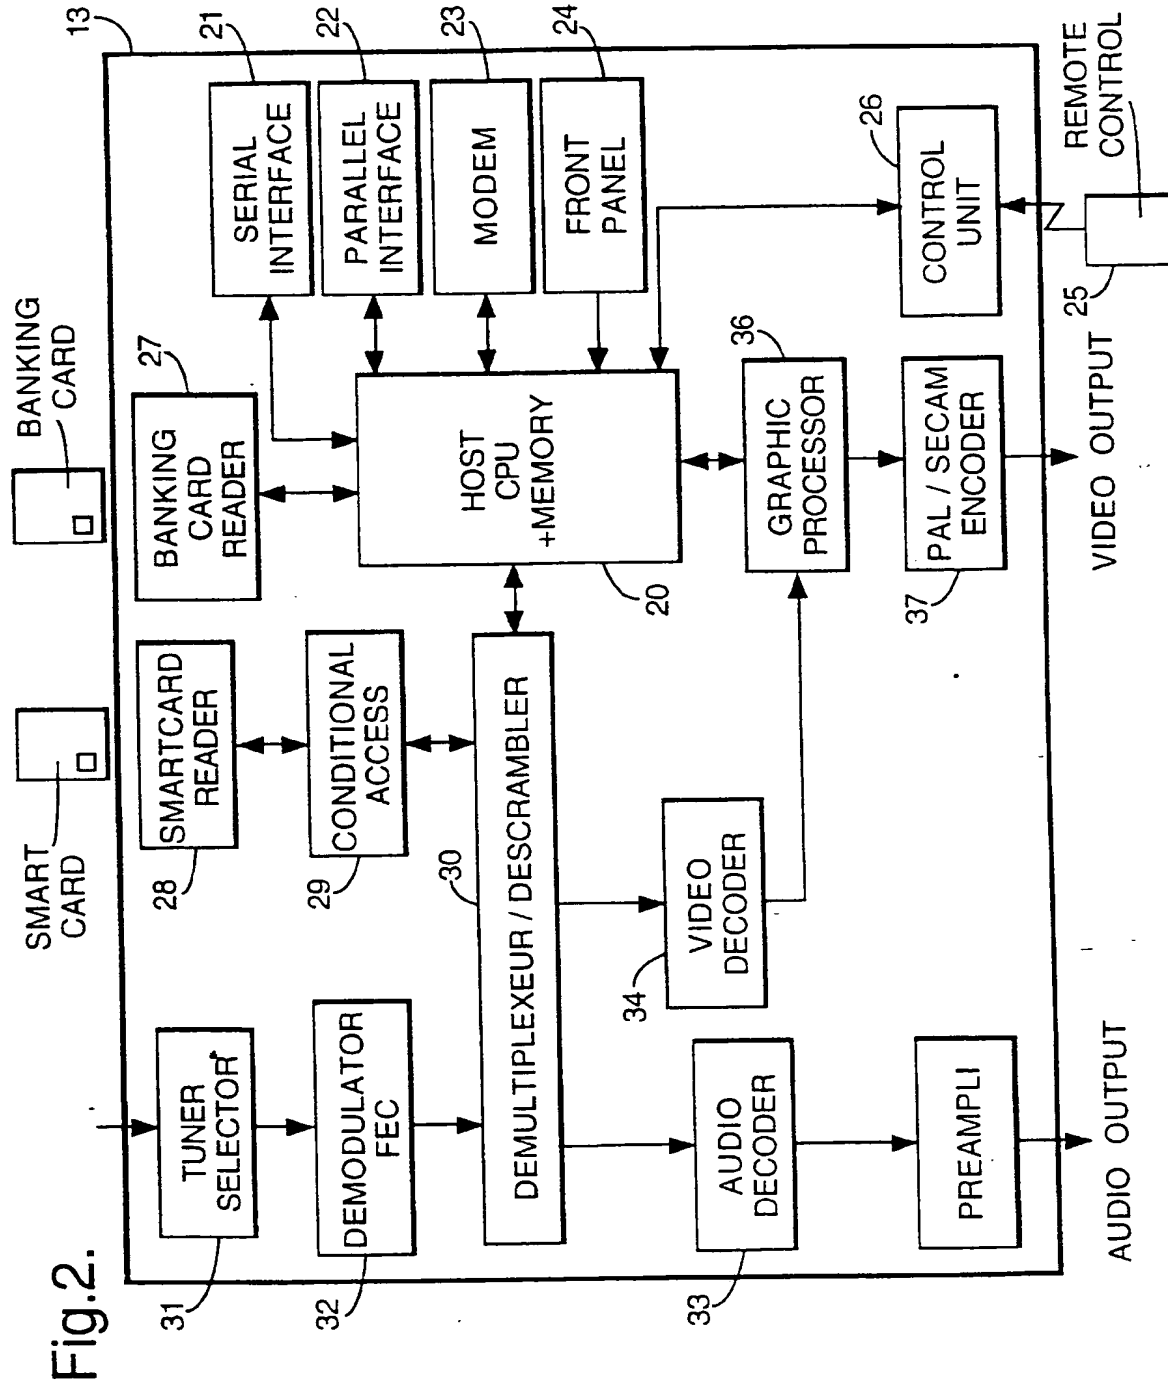 Fig.2.
SMART
CARD
BANKING
CARD
13
31
TUNER
SELECTOR
28
SMARTCARD
READER
BANKING
CARD
READER
27
SERIAL
INTERFACE
21
32
DEMODULATOR
FEC
29
CONDITIONAL
ACCESS
PARALLEL
INTERFACE
22
30
DEMULTIPLEXEUR / DESCRAMBLER
HOST
CPU
+MEMORY
20
MODEM
23
FRONT
PANEL
24
33
AUDIO
DECODER
34
VIDEO
DECODER
GRAPHIC
PROCESSOR
36
PREAMPLI
37
PAL / SECAM
ENCODER
CONTROL
UNIT
26
AUDIO OUTPUT
VIDEO OUTPUT
25
REMOTE
CONTROL